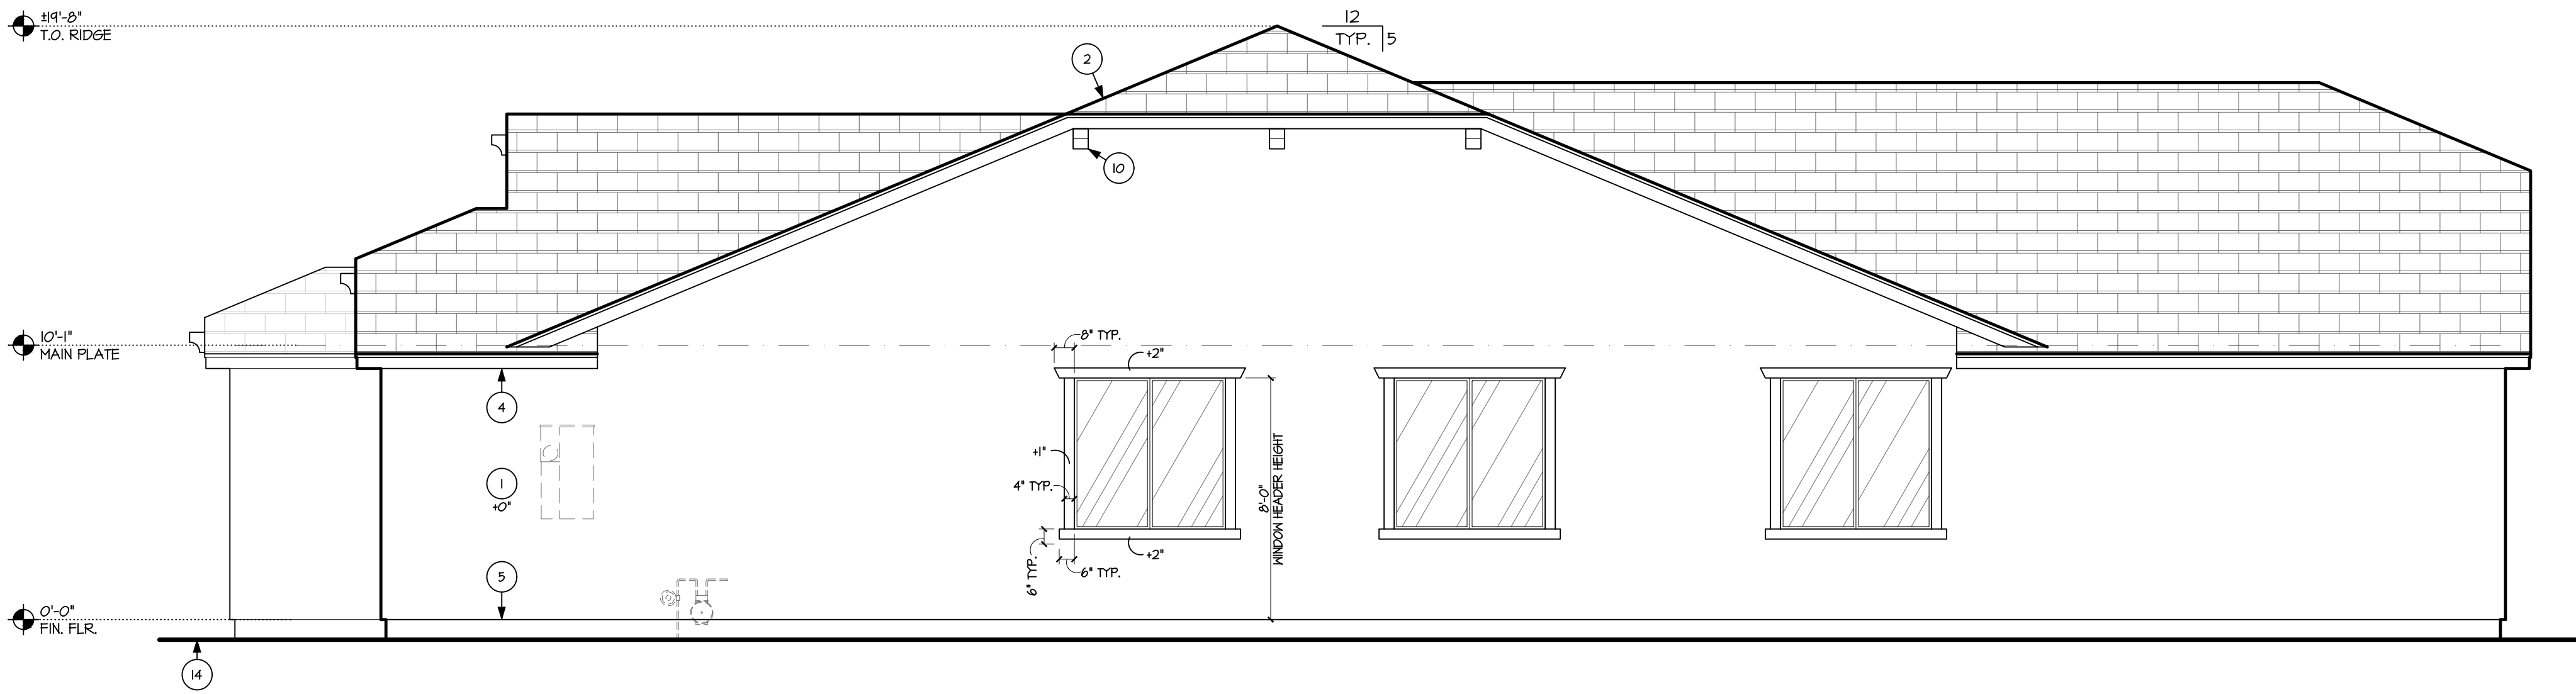 ±19'-8"
T.O. RIDGE
12
TYP.
5
2
10
10'-1"
MAIN PLATE
8" TYP.
+2"
4
+1"
4" TYP.
1
+0"
8'-0"
WINDOW HEADER HEIGHT
+2"
6" TYP.
6" TYP.
5
0'-0"
FIN. FLR.
14